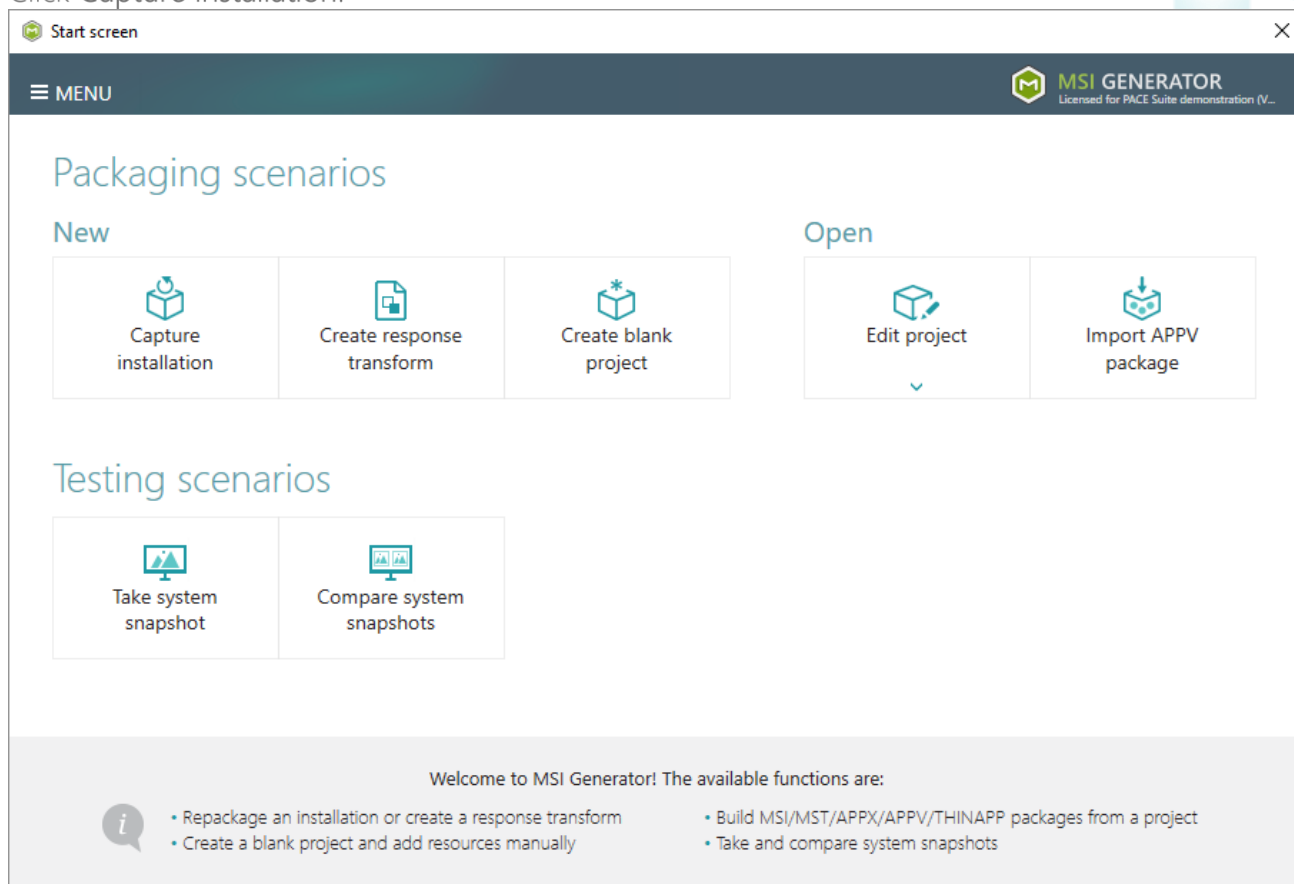 Click Capture Installation.
Start screen
MENU
MSI GENERATOR
Licensed for PACE Suite demonstration (V...
Packaging scenarios
New
Open
Capture
installation
Create response
transform
Create blank
project
Edit project
Import APPV
package
Testing scenarios
Take system
snapshot
Compare system
snapshots
Welcome to MSI Generator! The available functions are:
• Repackage an installation or create a response transform
• Create a blank project and add resources manually
• Build MSI/MST/APPX/APPV/THINAPP packages from a project
• Take and compare system snapshots